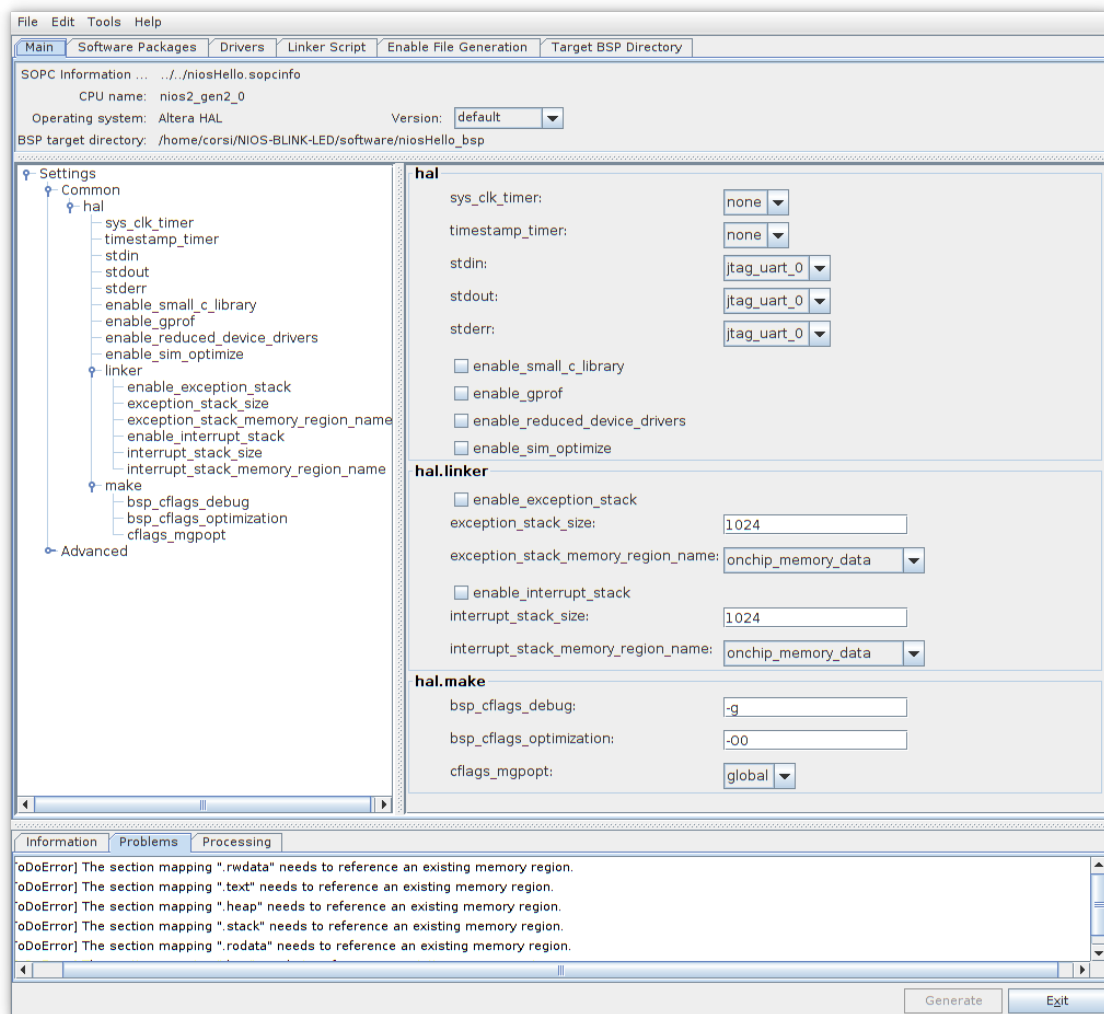 File Edit Tools Help
Main Software Packages Drivers Linker Script Enable File Generation Target BSP Directory
SOPC Information ... ../../niosHello.sopcinfo
CPU name: nios2_gen2_0
Operating system: Altera HAL Version: default
BSP target directory: /home/corsi/NIOS-BLINK-LED/software/niosHello_bsp
Settings
Common
hal
sys_clk_timer
timestamp_timer
stdin
stdout
stderr
enable_small_c_library
enable_gprof
enable_reduced_device_drivers
enable_sim_optimize
linker
enable_exception_stack
exception_stack_size
exception_stack_memory_region_name
enable_interrupt_stack
interrupt_stack_size
interrupt_stack_memory_region_name
make
bsp_cflags_debug
bsp_cflags_optimization
cflags_mgpopt
Advanced
hal
sys_clk_timer: none
timestamp_timer: none
stdin: jtag_uart_0
stdout: jtag_uart_0
stderr: jtag_uart_0
enable_small_c_library
enable_gprof
enable_reduced_device_drivers
enable_sim_optimize
hal.linker
enable_exception_stack
exception_stack_size: 1024
exception_stack_memory_region_name: onchip_memory_data
enable_interrupt_stack
interrupt_stack_size: 1024
interrupt_stack_memory_region_name: onchip_memory_data
hal.make
bsp_cflags_debug: -g
bsp_cflags_optimization: -O0
cflags_mgpopt: global
Information Problems Processing
oDoError] The section mapping ".rwdata" needs to reference an existing memory region.
oDoError] The section mapping ".text" needs to reference an existing memory region.
oDoError] The section mapping ".heap" needs to reference an existing memory region.
oDoError] The section mapping ".stack" needs to reference an existing memory region.
oDoError] The section mapping ".rodata" needs to reference an existing memory region.
Generate Exit